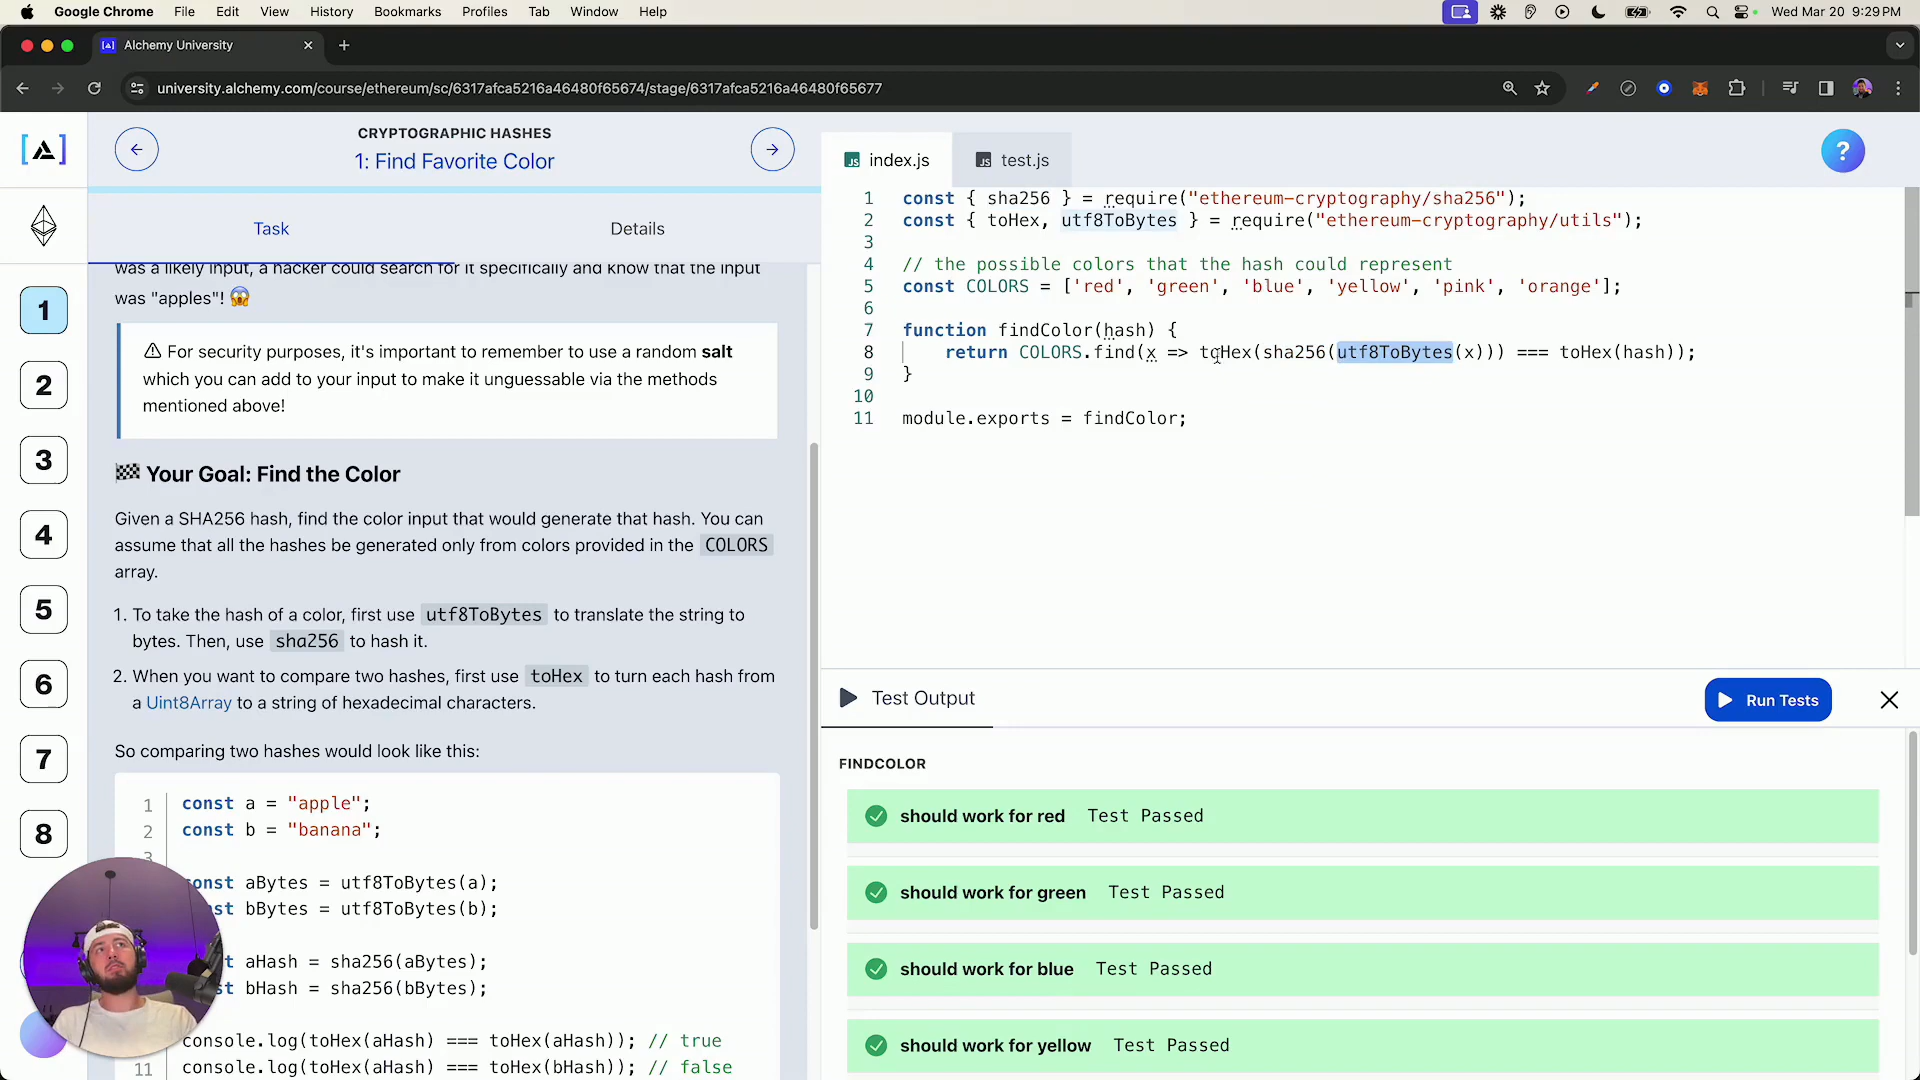 Google Chrome File Edit View History Bookmarks Profiles Tab Window Help Wed Mar 20 9:29 PM
Alchemy University
university.alchemy.com/course/ethereum/sc/6317afca5216a46480f65674/stage/6317afca5216a46480f65677
CRYPTOGRAPHIC HASHES
1: Find Favorite Color
Task Details
1
2
3
4
5
6
7
8
was a likely input, a hacker could search for it specifically and know that the input
was "apples"! 😱
⚠ For security purposes, it's important to remember to use a random salt
which you can add to your input to make it unguessable via the methods
mentioned above!
🏁 Your Goal: Find the Color
Given a SHA256 hash, find the color input that would generate that hash. You can
assume that all the hashes be generated only from colors provided in the COLORS
array.
1. To take the hash of a color, first use utf8ToBytes to translate the string to
bytes. Then, use sha256 to hash it.
2. When you want to compare two hashes, first use toHex to turn each hash from
a Uint8Array to a string of hexadecimal characters.
So comparing two hashes would look like this:
1 const a = "apple";
2 const b = "banana";
3
const aBytes = utf8ToBytes(a);
const bBytes = utf8ToBytes(b);
t aHash = sha256(aBytes);
st bHash = sha256(bBytes);
console.log(toHex(aHash) === toHex(aHash)); // true
11 console.log(toHex(aHash) === toHex(bHash)); // false
JS index.js JS test.js
?
1 const { sha256 } = require("ethereum-cryptography/sha256");
2 const { toHex, utf8ToBytes } = require("ethereum-cryptography/utils");
3
4 // the possible colors that the hash could represent
5 const COLORS = ['red', 'green', 'blue', 'yellow', 'pink', 'orange'];
6
7 function findColor(hash) {
8 return COLORS.find(x => toHex(sha256(utf8ToBytes(x))) === toHex(hash));
9 }
10
11 module.exports = findColor;
Test Output Run Tests
FINDCOLOR
should work for red Test Passed
should work for green Test Passed
should work for blue Test Passed
should work for yellow Test Passed